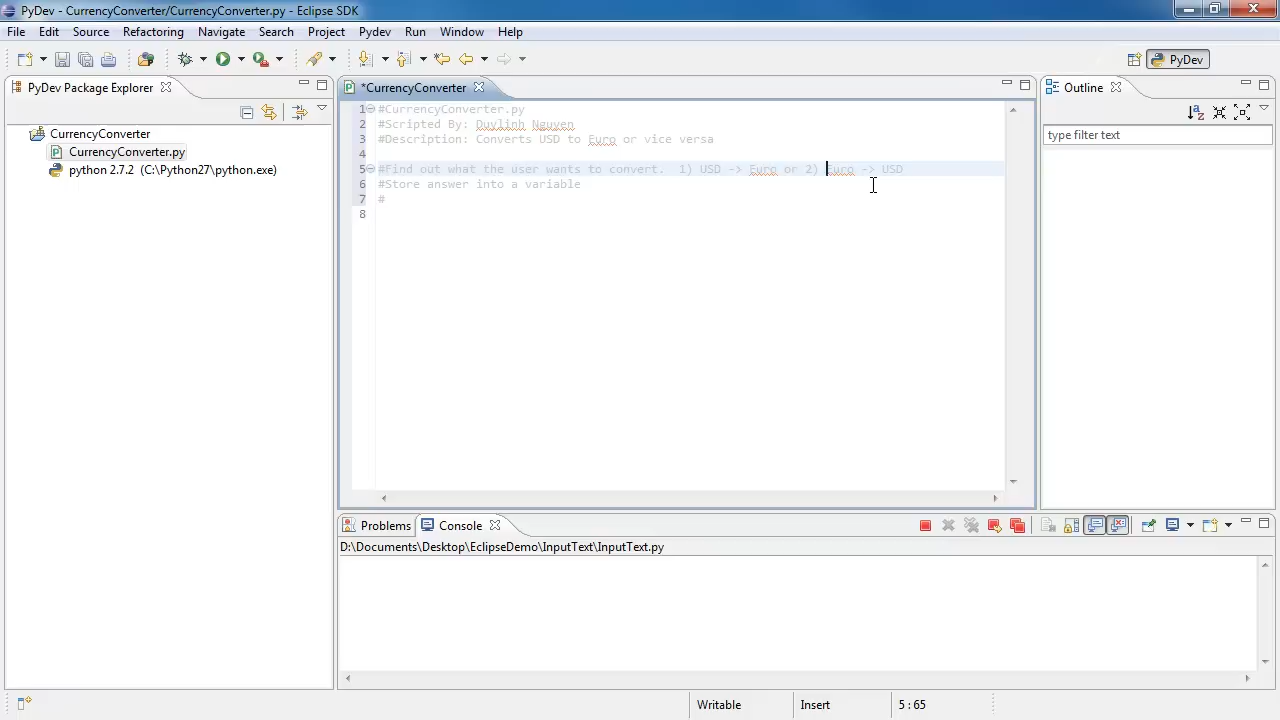 PyDev - CurrencyConverter/CurrencyConverter.py - Eclipse SDK
File Edit Source Refactoring Navigate Search Project Pydev Run Window Help
PyDev
PyDev Package Explorer
CurrencyConverter
CurrencyConverter.py
python 2.7.2 (C:\Python27\python.exe)
*CurrencyConverter
1 #CurrencyConverter.py
2 #Scripted By: Duylinh Nguyen
3 #Description: Converts USD to Euro or vice versa
4
5 #Find out what the user wants to convert.  1) USD -> Euro or 2) Euro -> USD
6 #Store answer into a variable
7 #
8
Outline
type filter text
Problems Console
D:\Documents\Desktop\EclipseDemo\InputText\InputText.py
Writable Insert 5 : 65